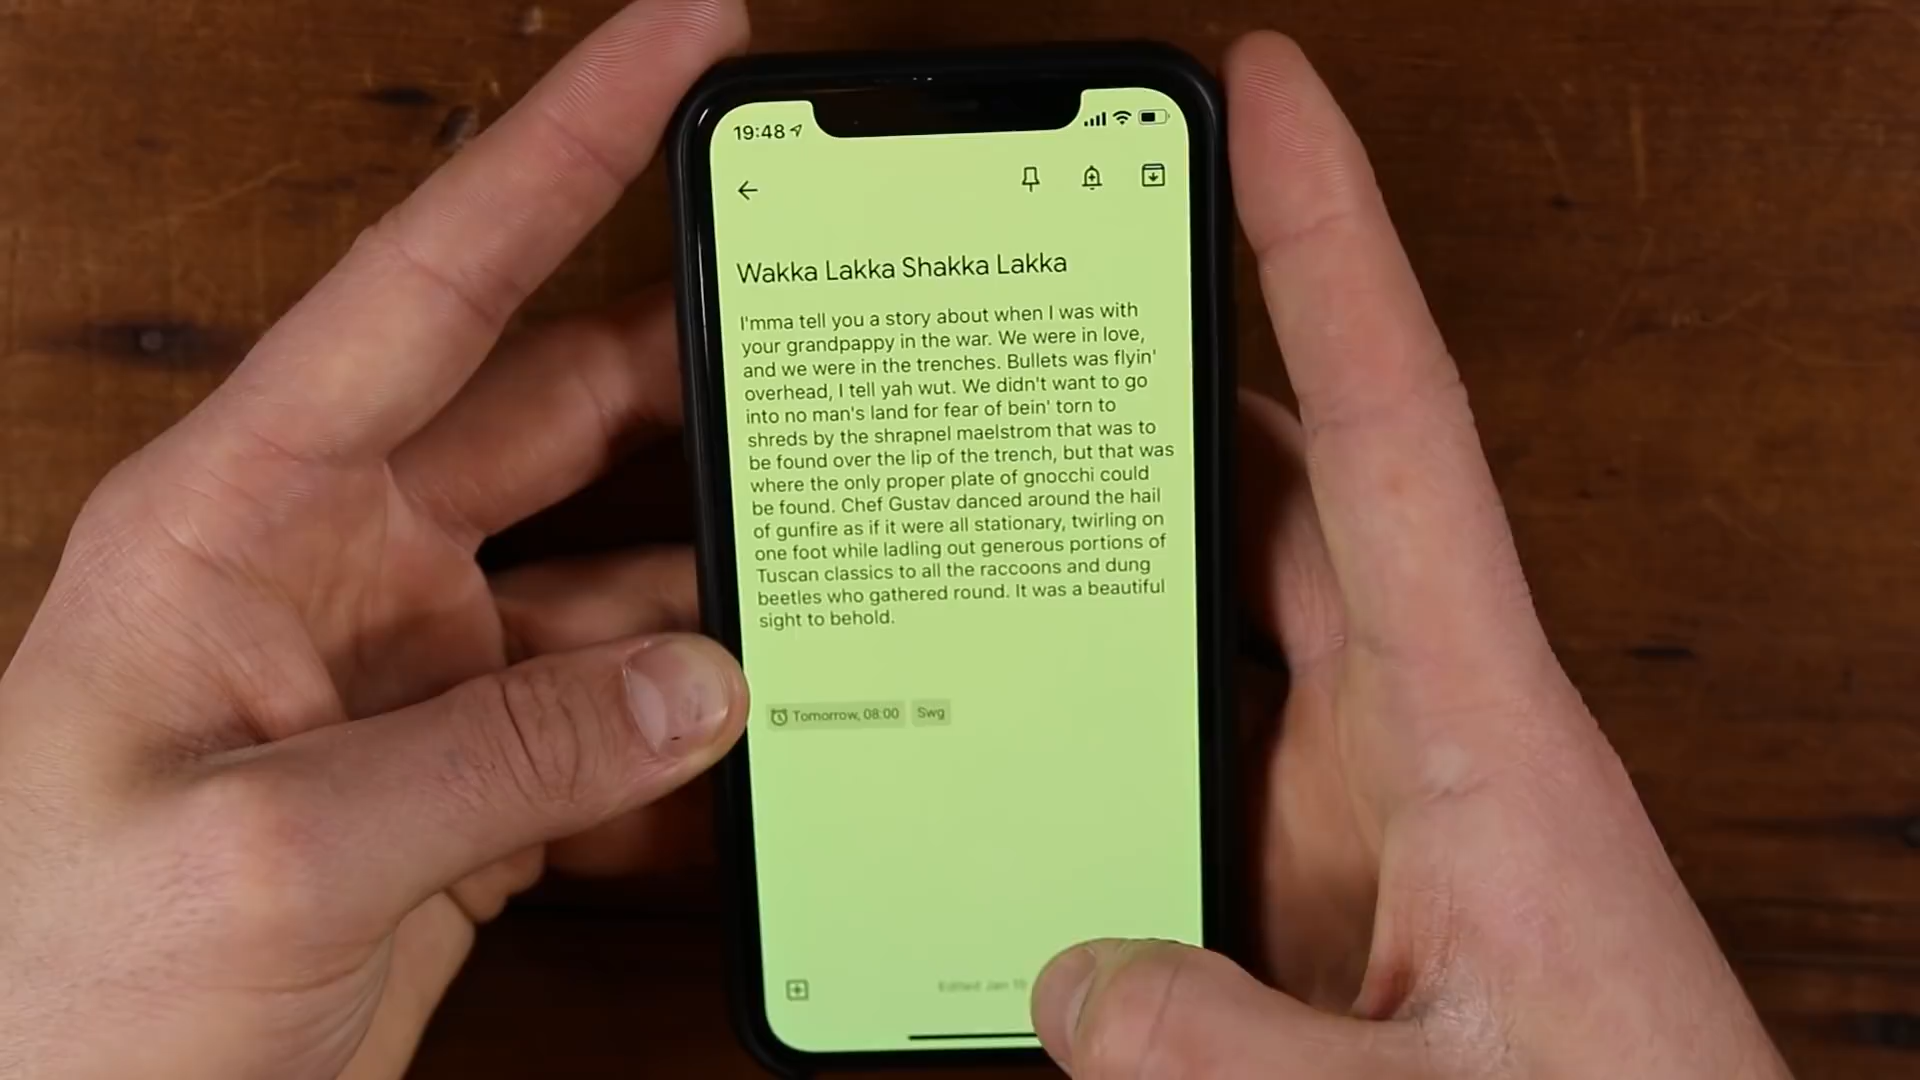 19:48
Wakka Lakka Shakka Lakka
I'mma tell you a story about when I was with
your grandpappy in the war. We were in love,
and we were in the trenches. Bullets was flyin'
overhead, I tell yah wut. We didn't want to go
into no man's land for fear of bein' torn to
shreds by the shrapnel maelstrom that was to
be found over the lip of the trench, but that was
where the only proper plate of gnocchi could
be found. Chef Gustav danced around the hail
of gunfire as if it were all stationary, twirling on
one foot while ladling out generous portions of
Tuscan classics to all the raccoons and dung
beetles who gathered round. It was a beautiful
sight to behold.
Tomorrow, 08:00 Swg
Edited Jan